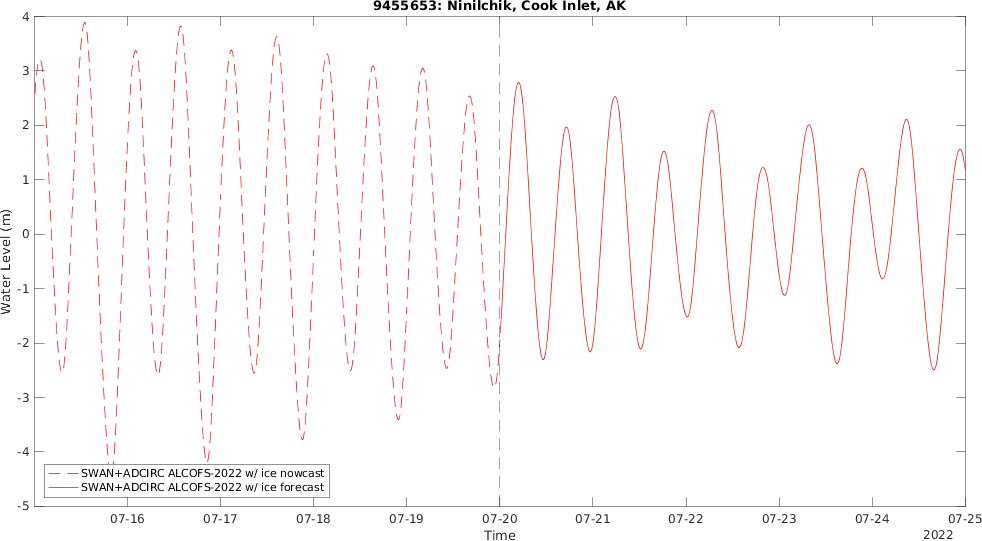 9455653: Ninilchik, Cook Inlet, AK
4
3
2
1
0
-1
-2
-3
-4
-5
Water Level (m)
SWAN+ADCIRC ALCOFS-2022 w/ ice nowcast
SWAN+ADCIRC ALCOFS-2022 w/ ice forecast
07-16 07-17 07-18 07-19 07-20 07-21 07-22 07-23 07-24 07-25
Time
2022